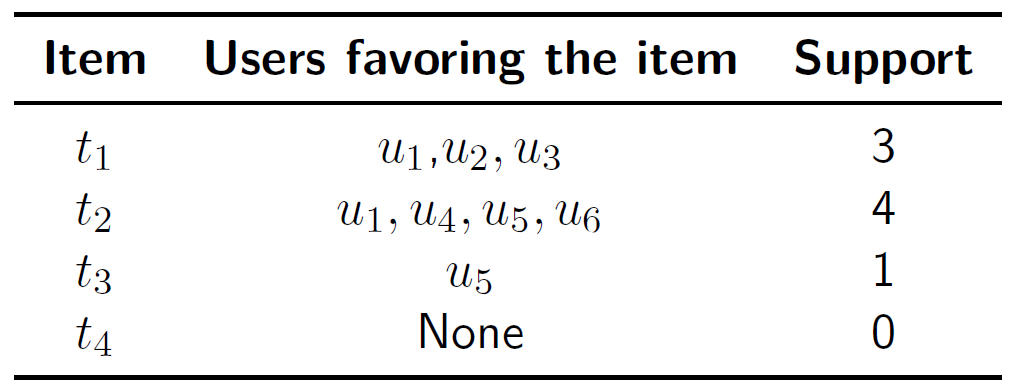 Item Users favoring the item Support
t₁ u₁,u₂, u₃ 3
t₂ u₁, u₄, u₅, u₆ 4
t₃ u₅ 1
t₄ None 0